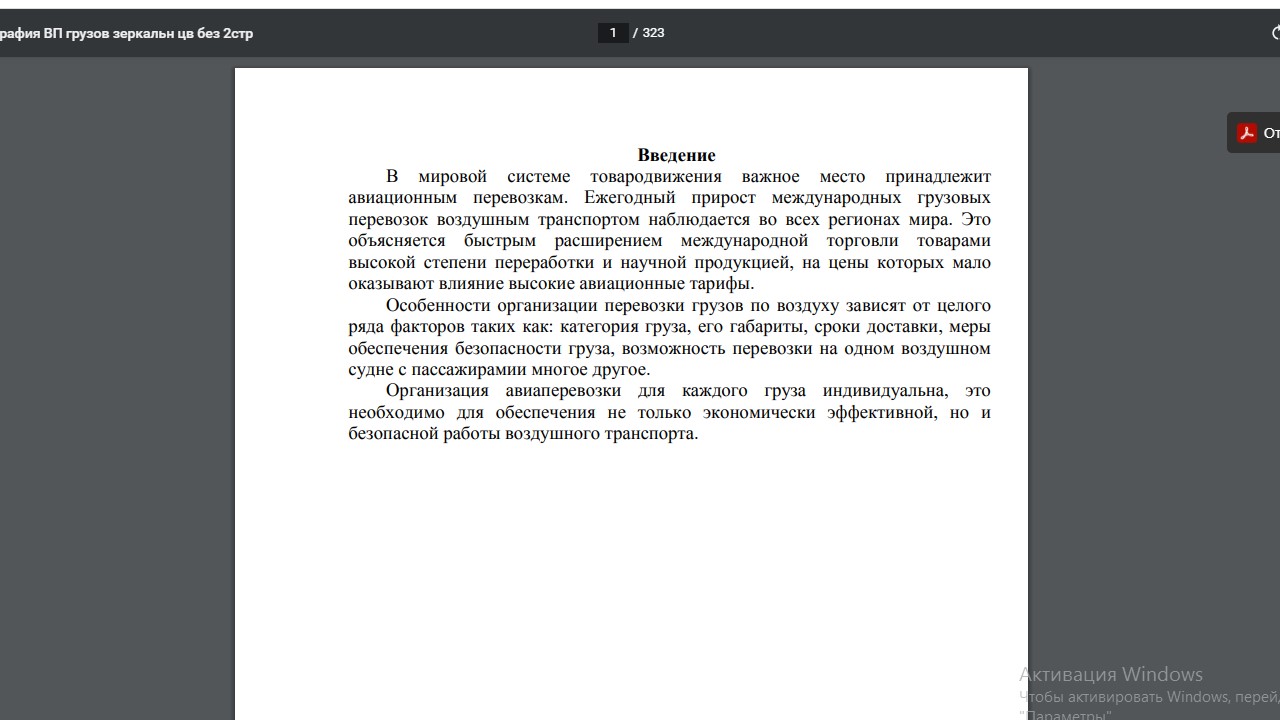 рафия ВП грузов зеркальн цв без 2стр
1 / 323
От
Введение
В мировой системе товародвижения важное место принадлежит
авиационным перевозкам. Ежегодный прирост международных грузовых
перевозок воздушным транспортом наблюдается во всех регионах мира. Это
объясняется быстрым расширением международной торговли товарами
высокой степени переработки и научной продукцией, на цены которых мало
оказывают влияние высокие авиационные тарифы.
Особенности организации перевозки грузов по воздуху зависят от целого
ряда факторов таких как: категория груза, его габариты, сроки доставки, меры
обеспечения безопасности груза, возможность перевозки на одном воздушном
судне с пассажирамии многое другое.
Организация авиаперевозки для каждого груза индивидуальна, это
необходимо для обеспечения не только экономически эффективной, но и
безопасной работы воздушного транспорта.
Активация Windows
Чтобы активировать Windows, перей
"Параметры"